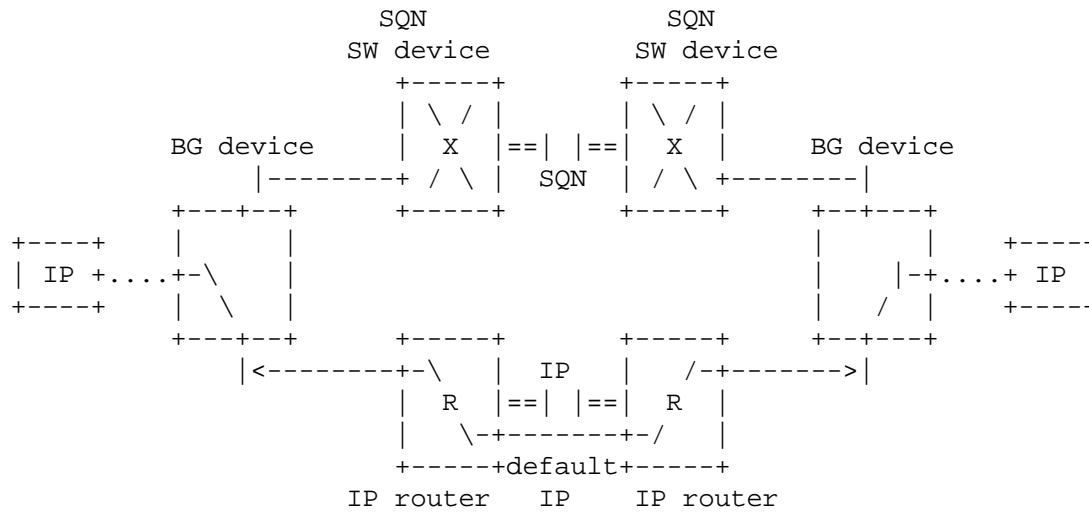 SQN SQN
SW device SW device
X X
BG device BG device
SQN
IP IP
IP
R R
default
IP router IP IP router